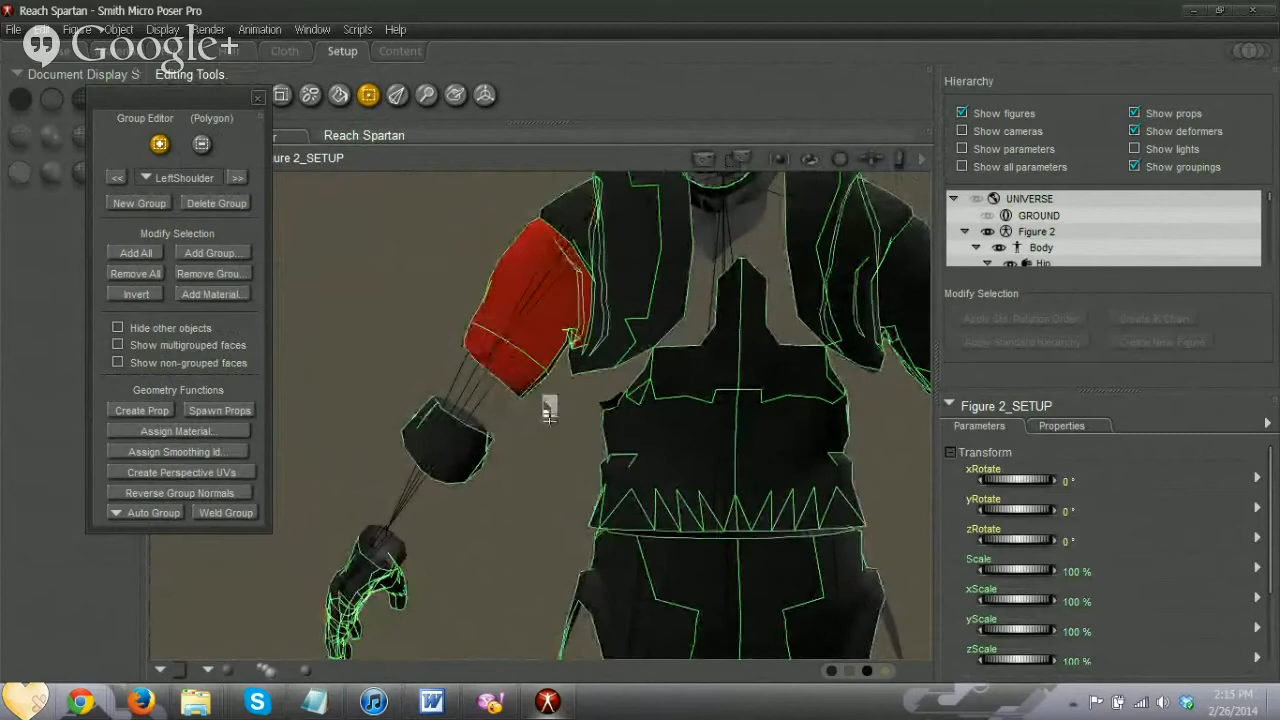 Reach Spartan - Smith Micro Poser Pro
File Edit Figure Object Display Render Animation Window Scripts Help
Google+
Cloth Setup Content
Document Display S Editing Tools.
Group Editor (Polygon)
<< LeftShoulder >>
New Group Delete Group
Modify Selection
Add All Add Group...
Remove All Remove Grou...
Invert Add Material...
Hide other objects
Show multigrouped faces
Show non-grouped faces
Geometry Functions
Create Prop Spawn Props
Assign Material...
Assign Smoothing Id...
Create Perspective UVs
Reverse Group Normals
Auto Group Weld Group
Reach Spartan
ure 2_SETUP
Hierarchy
Show figures Show props
Show cameras Show deformers
Show parameters Show lights
Show all parameters Show groupings
UNIVERSE
GROUND
Figure 2
Body
Hip
Modify Selection
Apply Std. Rotation Order Create IK Chain
Apply Standard Hierarchy Create New Figure
Figure 2_SETUP
Parameters Properties
Transform
xRotate
0 °
yRotate
0 °
zRotate
0 °
Scale
100 %
xScale
100 %
yScale
100 %
zScale
100 %
2:15 PM
2/26/2014